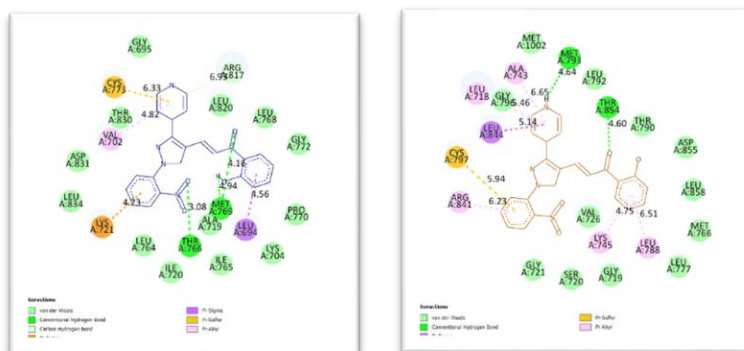 GLY
A:695
CYS
A:773
6.33
6.93
ARG
A:817
THR
A:830
4.82
VAL
A:702
LEU
A:820
LEU
A:768
GLY
A:772
ASP
A:831
4.16
4.94
4.56
LEU
A:834
4.73
3.08
MET
A:769
ALA
A:719
PRO
A:770
LYS
A:721
THR
A:766
LEU
A:694
LEU
A:764
LYS
A:704
ILE
A:720
ILE
A:765
Interactions
van der Waals
Conventional Hydrogen Bond
Carbon Hydrogen Bond
Pi-Sigma
Pi-Sulfur
Pi-Alkyl
MET
A:1002
MET
A:793
4.64
ALA
A:743
LEU
A:792
LEU
A:718
6.65
5.46
N
H
THR
A:854
LEU
A:844
5.14
4.60
THR
A:790
ASP
A:855
CYS
A:797
5.94
LEU
A:858
ARG
A:841
6.23
VAL
A:726
4.75
6.51
MET
A:766
LYS
A:745
LEU
A:788
LEU
A:777
GLY
A:721
SER
A:720
GLY
A:719
Interactions
van der Waals
Conventional Hydrogen Bond
Pi-Sulfur
Pi-Alkyl